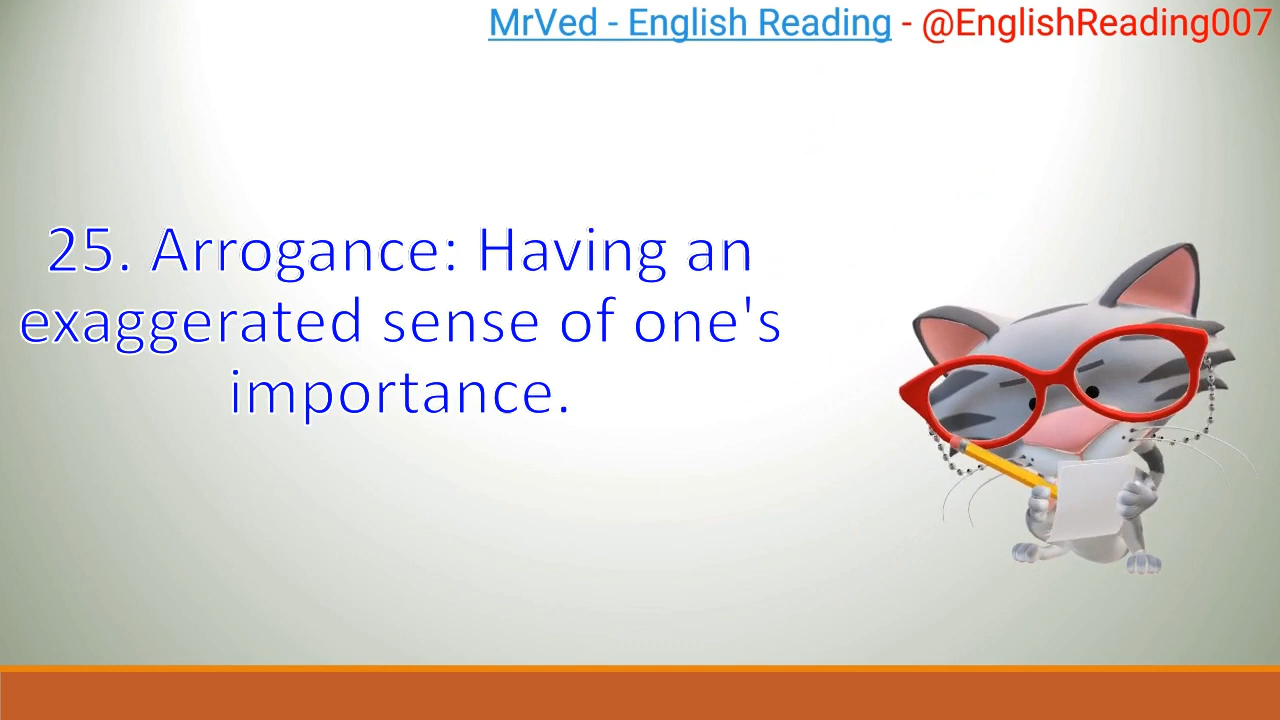 MrVed - English Reading - @EnglishReading007
25. Arrogance: Having an
exaggerated sense of one's
importance.